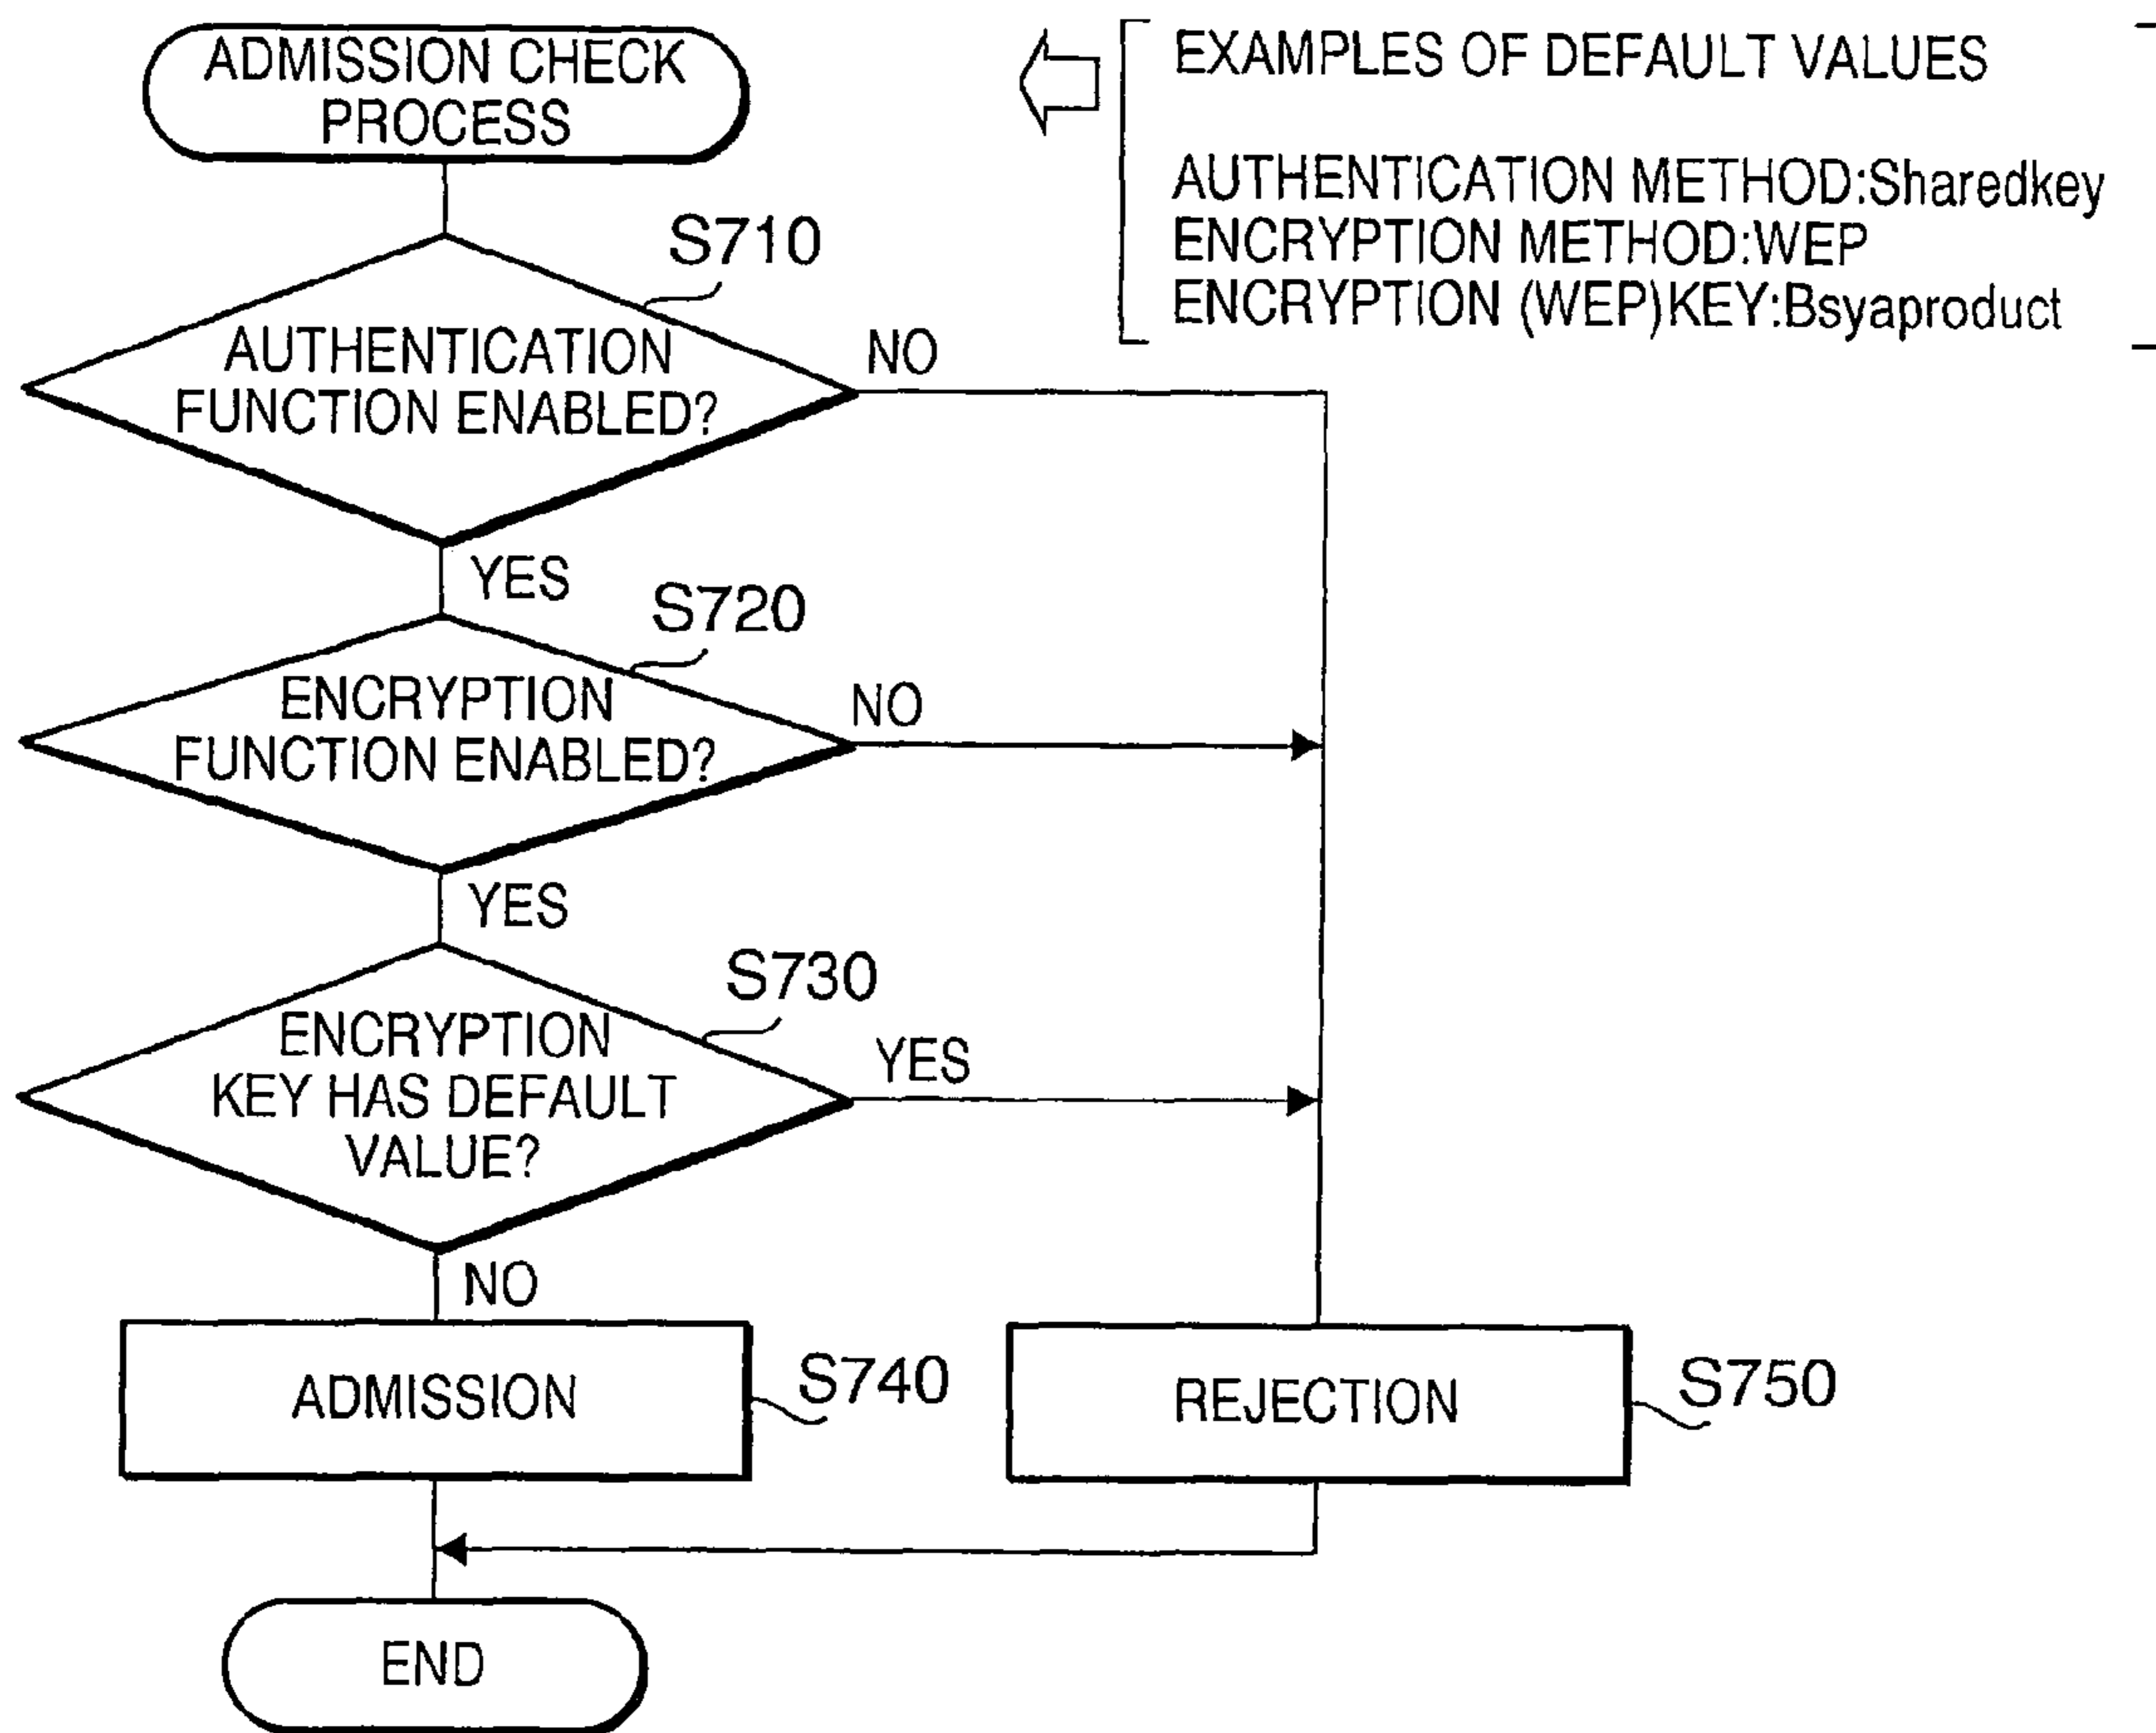 ADMISSION CHECK
PROCESS
EXAMPLES OF DEFAULT VALUES
AUTHENTICATION METHOD:Sharedkey
ENCRYPTION METHOD:WEP
ENCRYPTION (WEP)KEY:Bsyaproduct
S710
AUTHENTICATION
FUNCTION ENABLED?
NO
YES
S720
ENCRYPTION
FUNCTION ENABLED?
NO
YES
S730
ENCRYPTION
KEY HAS DEFAULT
VALUE?
YES
NO
ADMISSION
S740
REJECTION
S750
END